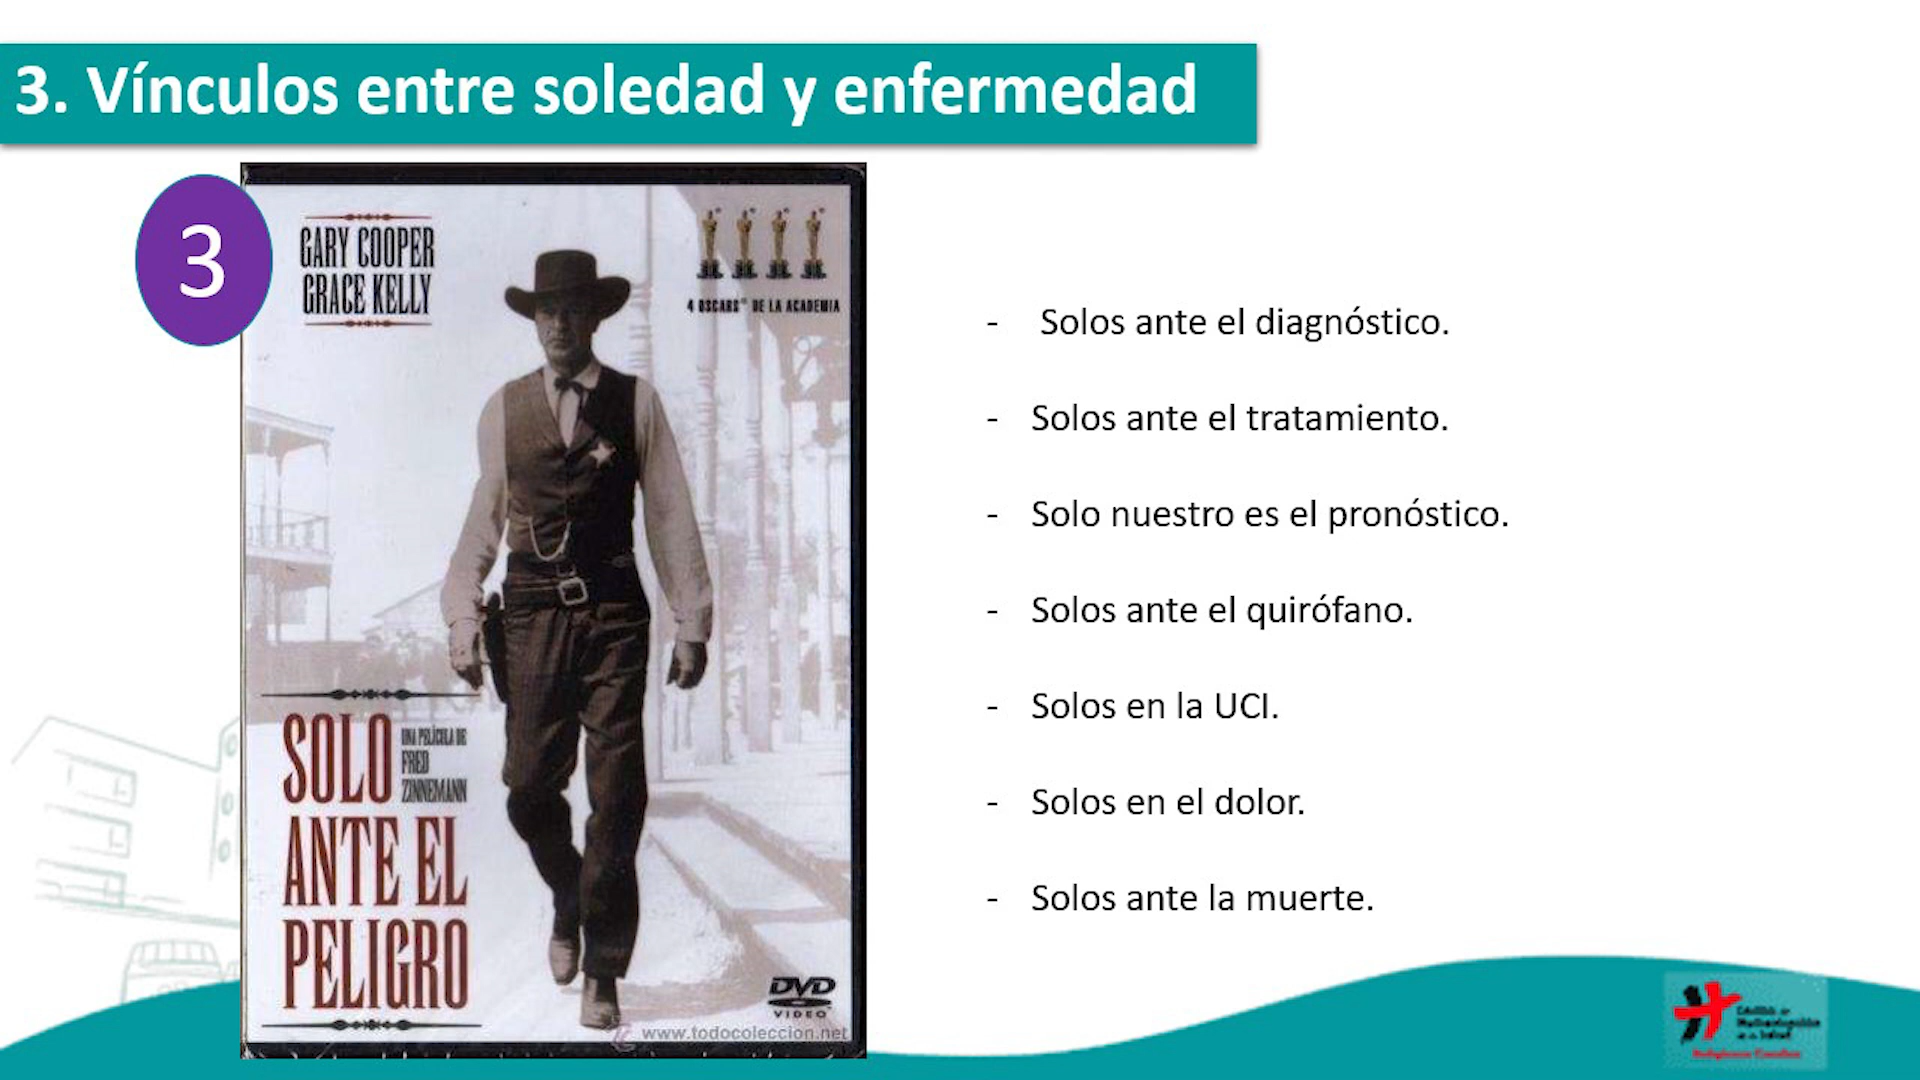 3. Vínculos entre soledad y enfermedad
3
GARY COOPER
GRACE KELLY
4 OSCARS® DE LA ACADEMIA
SOLO
UNA PELÍCULA DE
FRED
ZINNEMANN
ANTE EL
PELIGRO
DVD
VIDEO
www.todocoleccion.net
- Solos ante el diagnóstico.
- Solos ante el tratamiento.
- Solo nuestro es el pronóstico.
- Solos ante el quirófano.
- Solos en la UCI.
- Solos en el dolor.
- Solos ante la muerte.